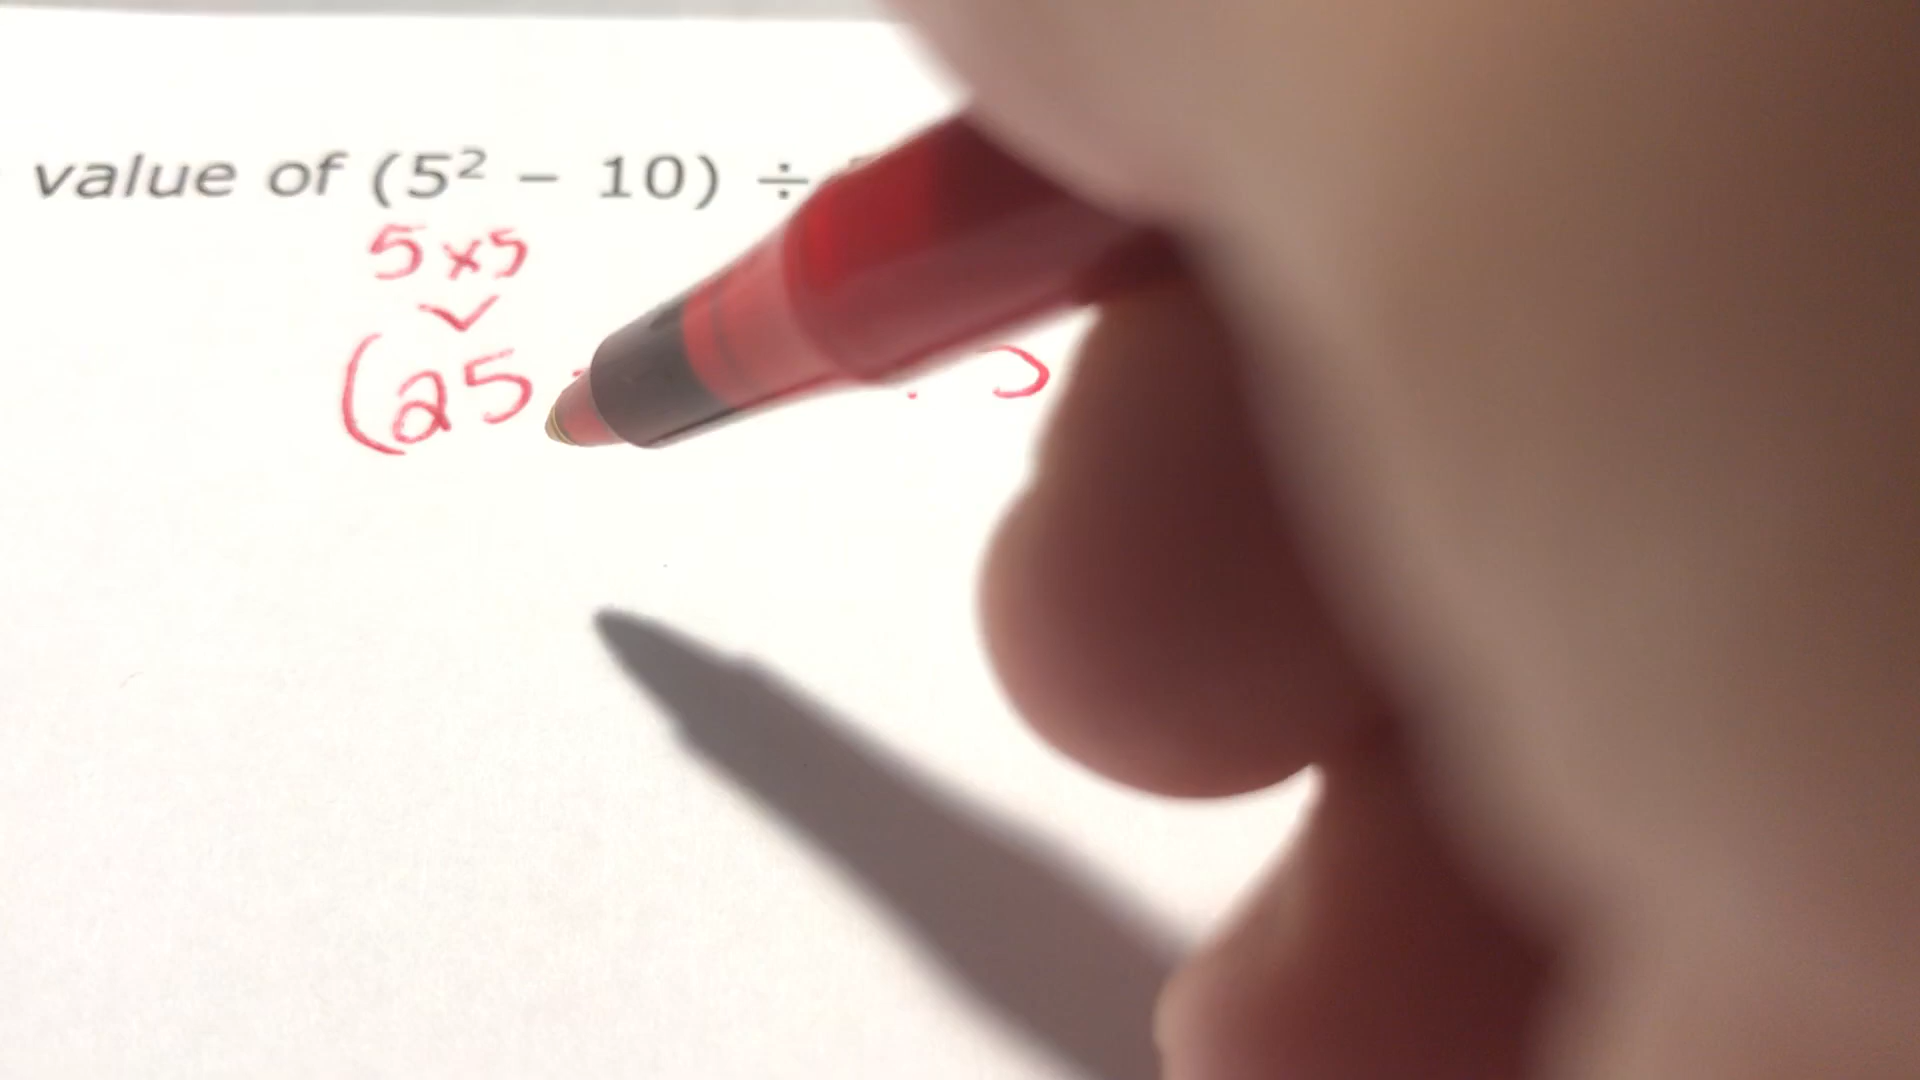 value of (5² – 10) ÷
5 x 5
(25